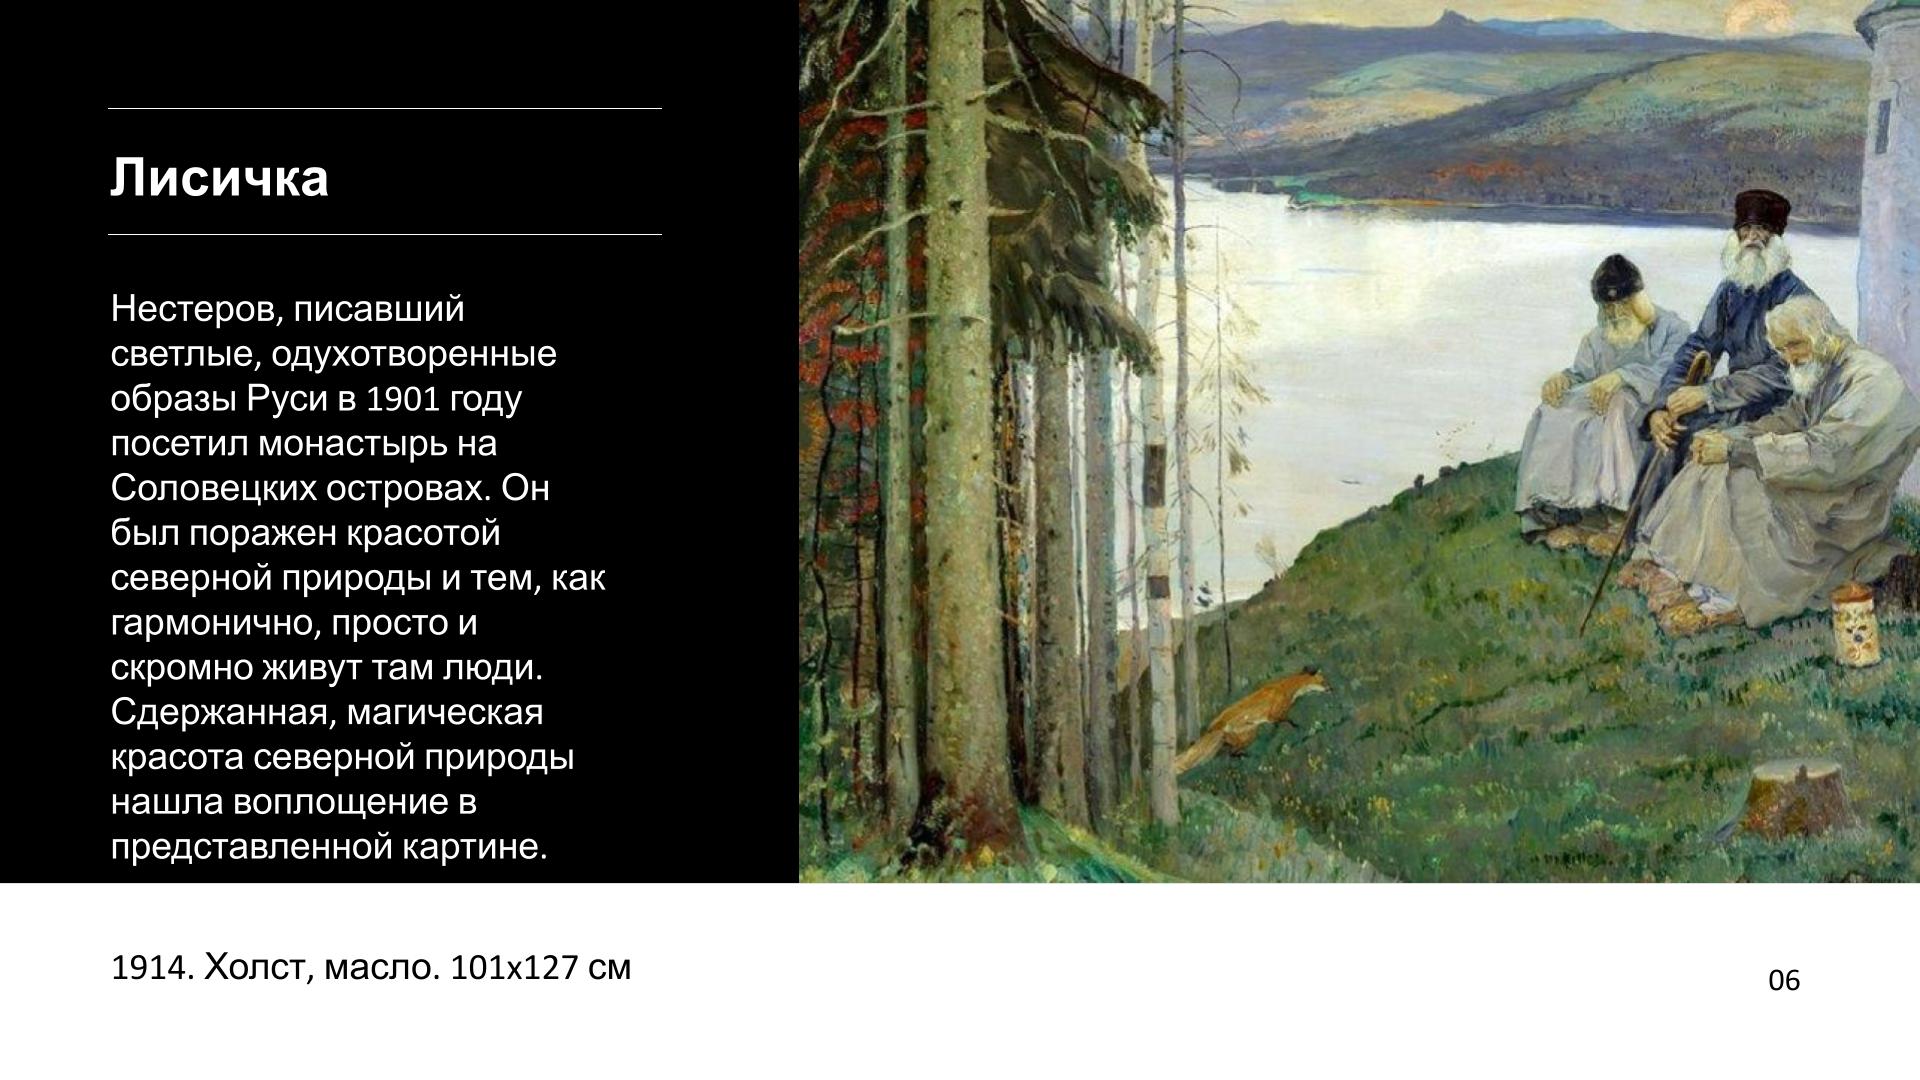 Лисичка
Нестеров, писавший
светлые, одухотворенные
образы Руси в 1901 году
посетил монастырь на
Соловецких островах. Он
был поражен красотой
северной природы и тем, как
гармонично, просто и
скромно живут там люди.
Сдержанная, магическая
красота северной природы
нашла воплощение в
представленной картине.
1914. Холст, масло. 101x127 см
06